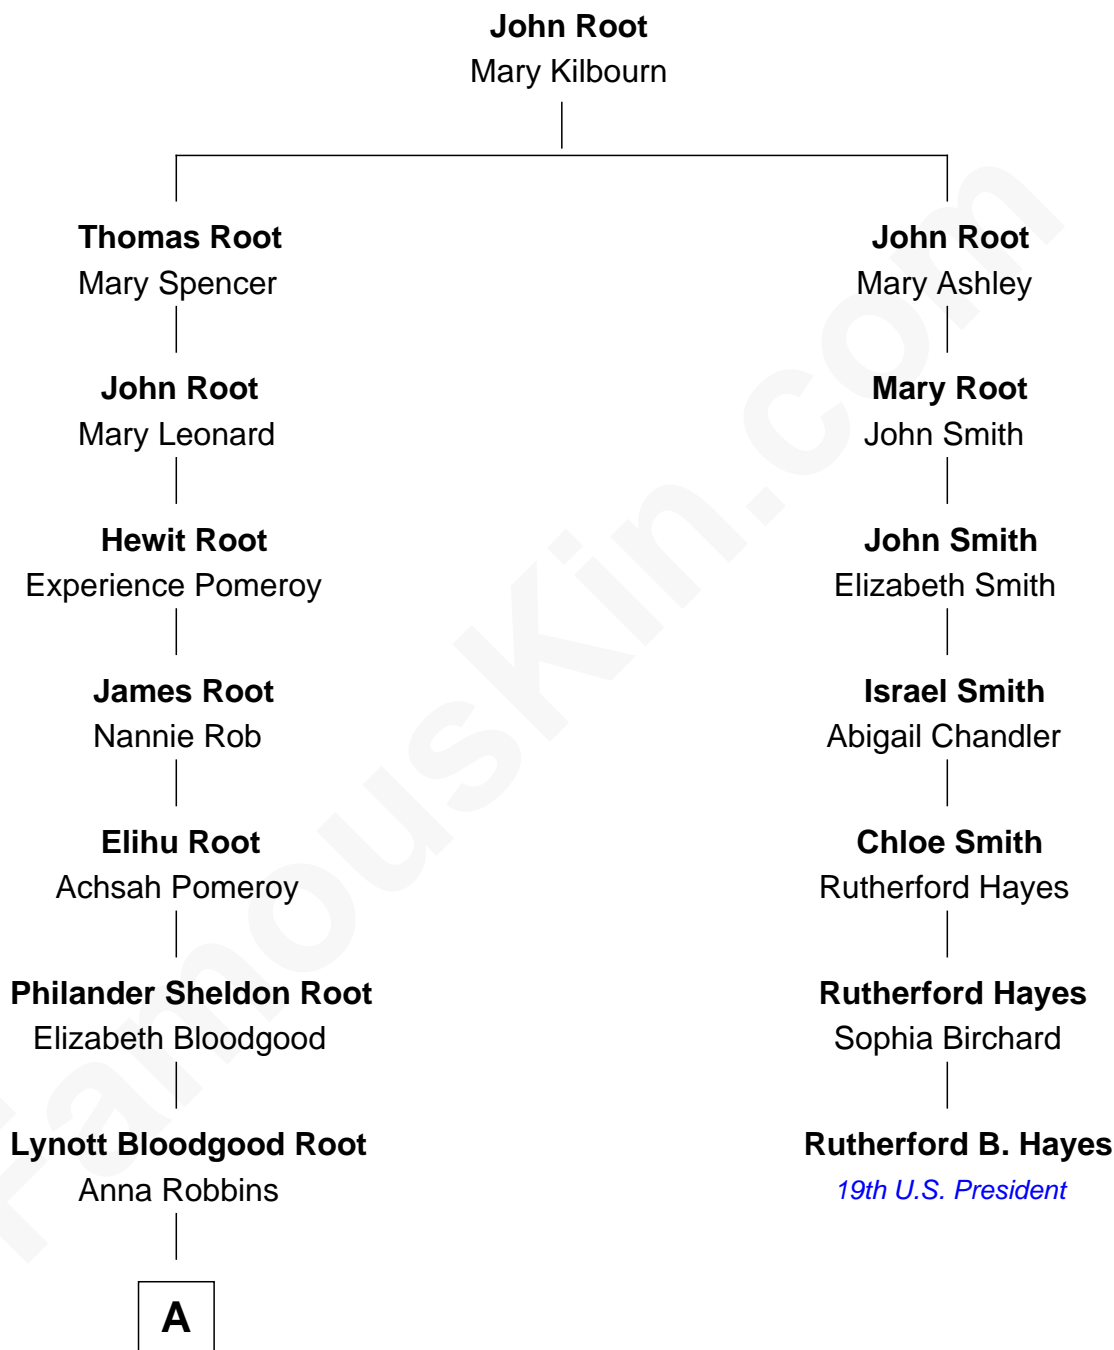 John Root
Mary Kilbourn
Thomas Root
Mary Spencer
John Root
Mary Ashley
John Root
Mary Leonard
Mary Root
John Smith
Hewit Root
Experience Pomeroy
John Smith
Elizabeth Smith
James Root
Nannie Rob
Israel Smith
Abigail Chandler
Elihu Root
Achsah Pomeroy
Chloe Smith
Rutherford Hayes
Philander Sheldon Root
Elizabeth Bloodgood
Rutherford Hayes
Sophia Birchard
Lynott Bloodgood Root
Anna Robbins
Rutherford B. Hayes
19th U.S. President
A
FamousKin.com